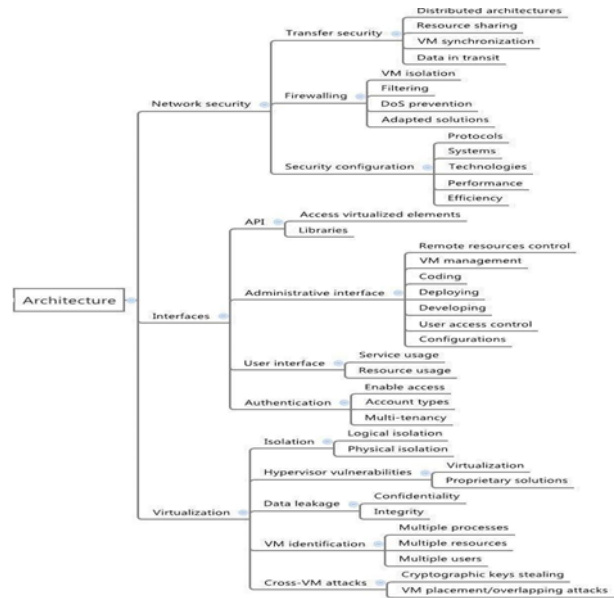 Architecture
Network security
Transfer security
Distributed architectures
Resource sharing
VM synchronization
Data in transit
Firewalling
VM isolation
Filtering
DoS prevention
Adapted solutions
Security configuration
Protocols
Systems
Technologies
Performance
Efficiency
Interfaces
API
Access virtualized elements
Libraries
Administrative interface
Remote resources control
VM management
Coding
Deploying
Developing
User access control
Configurations
User interface
Service usage
Resource usage
Authentication
Enable access
Account types
Multi-tenancy
Virtualization
Isolation
Logical isolation
Physical isolation
Hypervisor vulnerabilities
Virtualization
Proprietary solutions
Data leakage
Confidentiality
Integrity
VM identification
Multiple processes
Multiple resources
Multiple users
Cross-VM attacks
Cryptographic keys stealing
VM placement/overlapping attacks